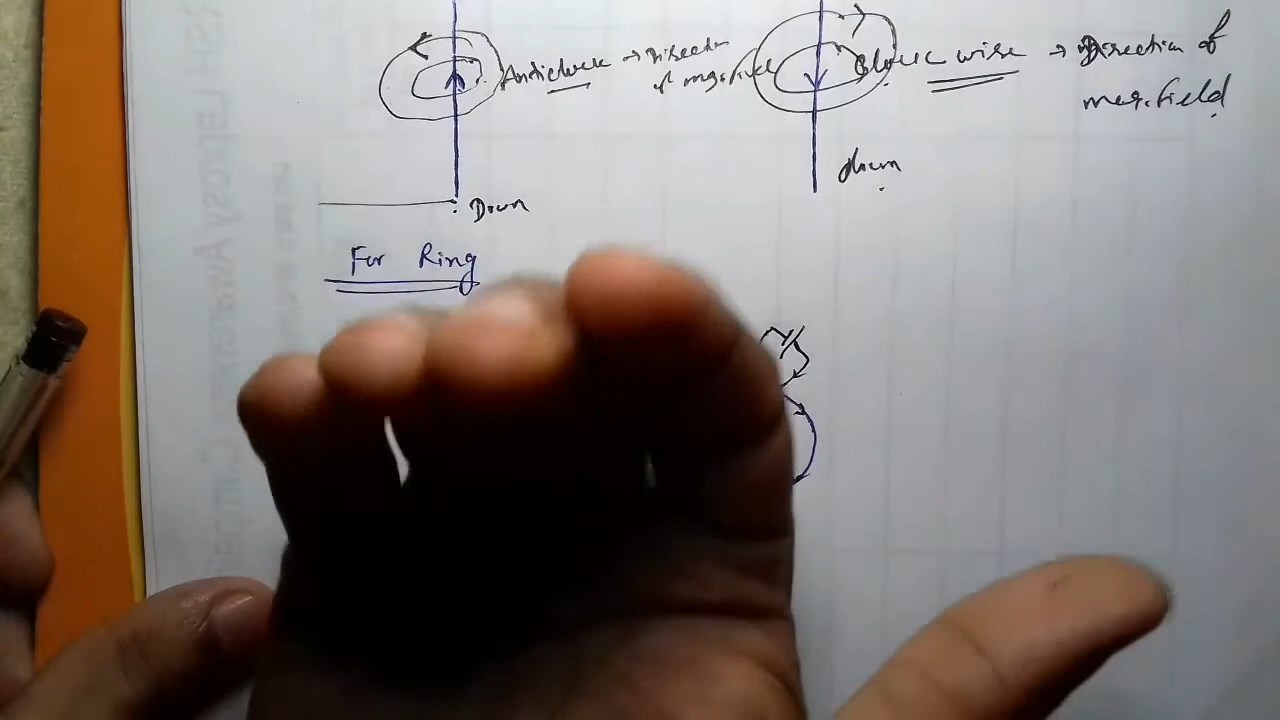 Anticlock → Direction
of mag. field
Clock wise → Direction of
mag. field
down
Down
For Ring